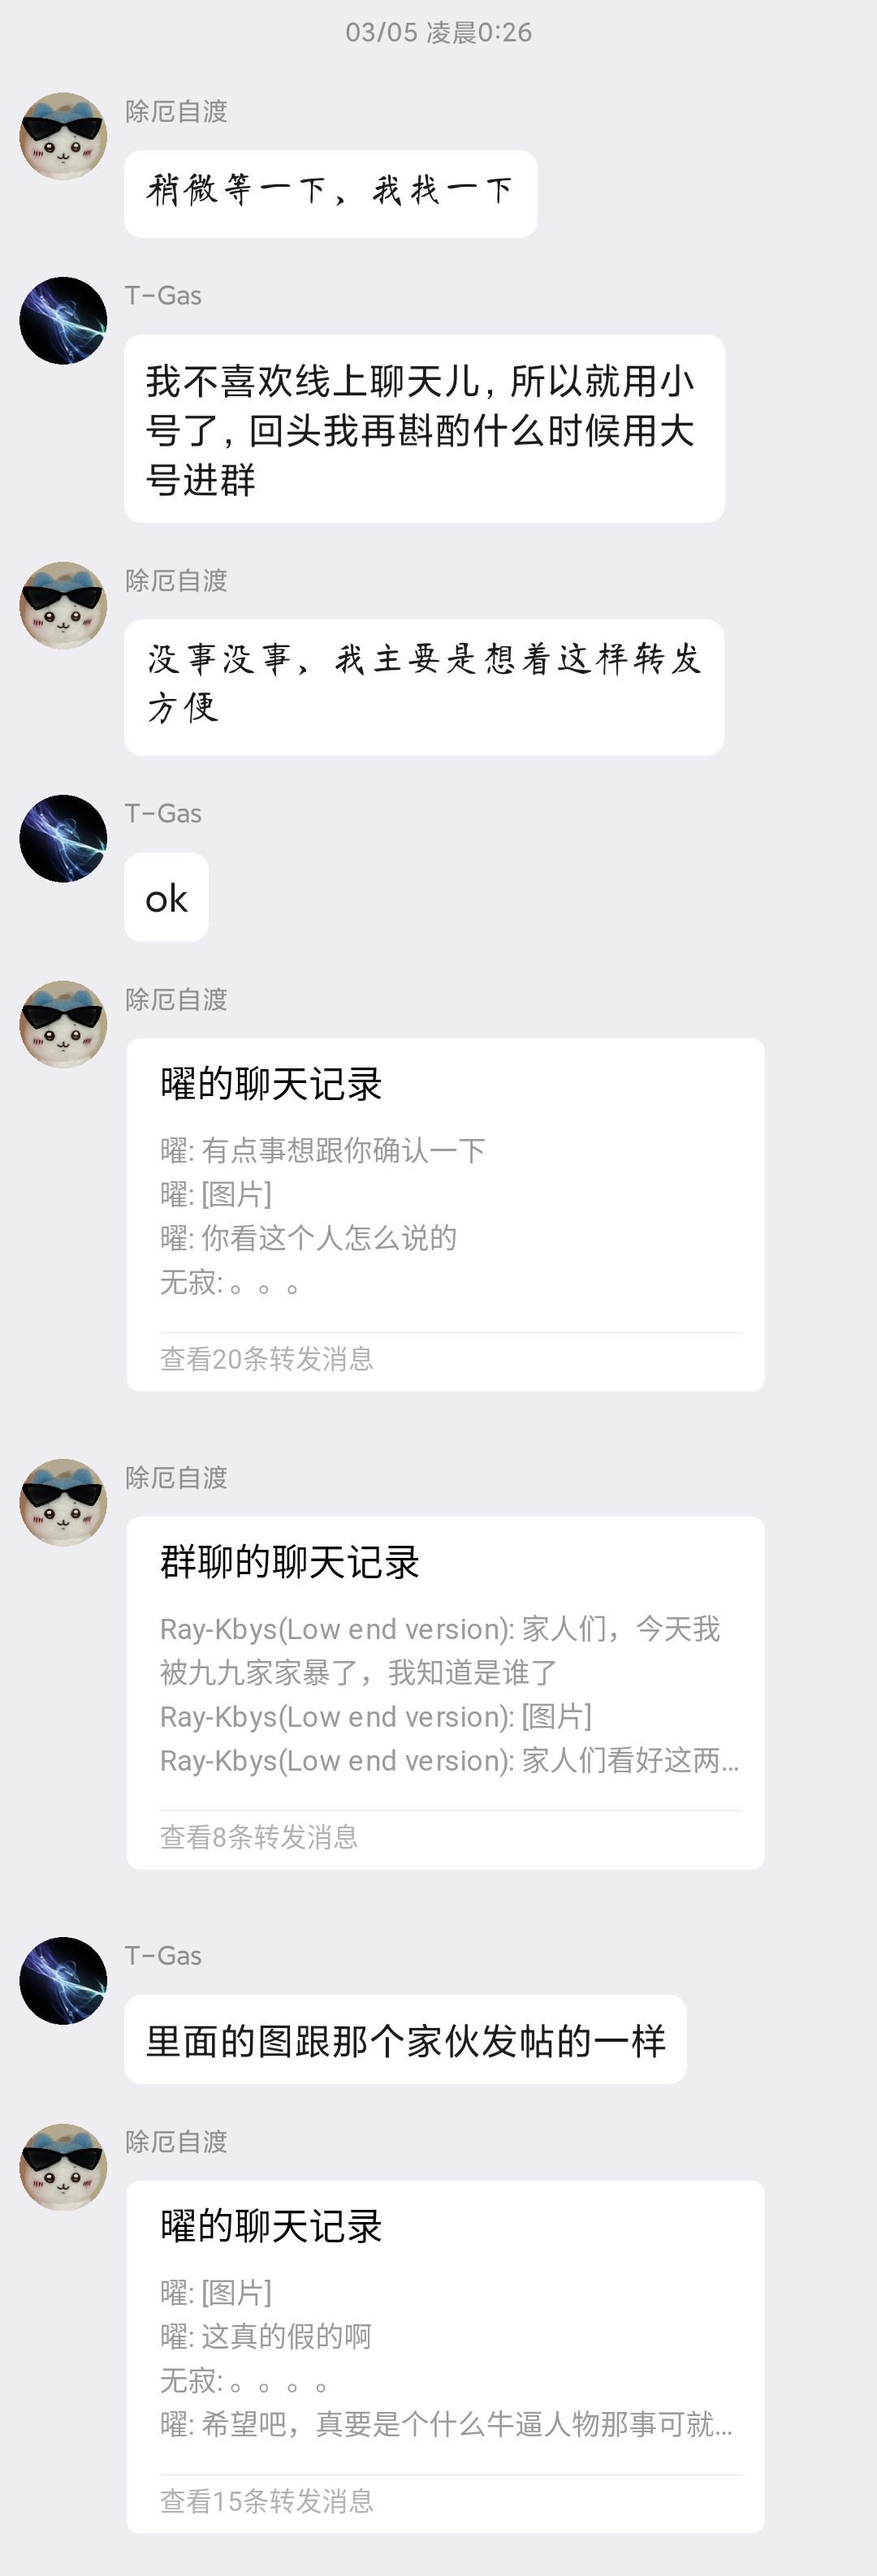 03/05 凌晨0:26
除厄自渡
稍微等一下，我找一下
T-Gas
我不喜欢线上聊天儿，所以就用小
号了，回头我再斟酌什么时候用大
号进群
除厄自渡
没事没事，我主要是想着这样转发
方便
T-Gas
ok
除厄自渡
曜的聊天记录
曜: 有点事想跟你确认一下
曜: [图片]
曜: 你看这个人怎么说的
无寂: 。。。
查看20条转发消息
除厄自渡
群聊的聊天记录
Ray-Kbys(Low end version): 家人们，今天我
被九九家家暴了，我知道是谁了
Ray-Kbys(Low end version): [图片]
Ray-Kbys(Low end version): 家人们看好这两...
查看8条转发消息
T-Gas
里面的图跟那个家伙发帖的一样
除厄自渡
曜的聊天记录
曜: [图片]
曜: 这真的假的啊
无寂: 。。。。
曜: 希望吧，真要是个什么牛逼人物那事可就...
查看15条转发消息